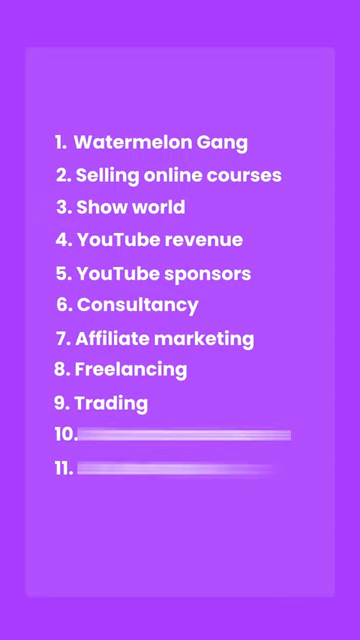 1. Watermelon Gang
2. Selling online courses
3. Show world
4. YouTube revenue
5. YouTube sponsors
6. Consultancy
7. Affiliate marketing
8. Freelancing
9. Trading
10.
11.